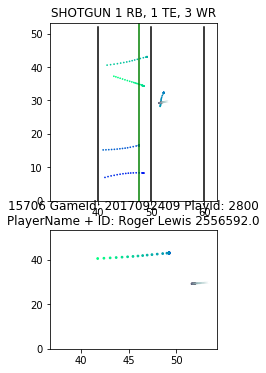 SHOTGUN 1 RB, 1 TE, 3 WR
50
40
30
20
10
0
40 50 60
15706 GameId: 2017092409 PlayId: 2800
PlayerName + ID: Roger Lewis 2556592.0
40
20
0
40 45 50